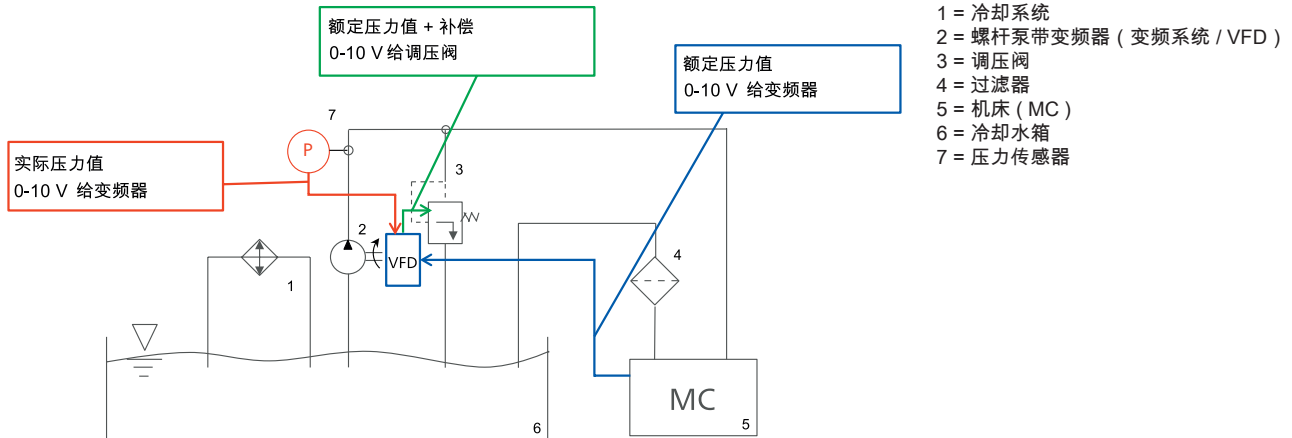 额定压力值 + 补偿
0-10 V 给调压阀
额定压力值
0-10 V 给变频器
实际压力值
0-10 V 给变频器
7
P
3
2
VFD
1
4
MC
5
6
1 = 冷却系统
2 = 螺杆泵带变频器 ( 变频系统 / VFD )
3 = 调压阀
4 = 过滤器
5 = 机床 ( MC )
6 = 冷却水箱
7 = 压力传感器